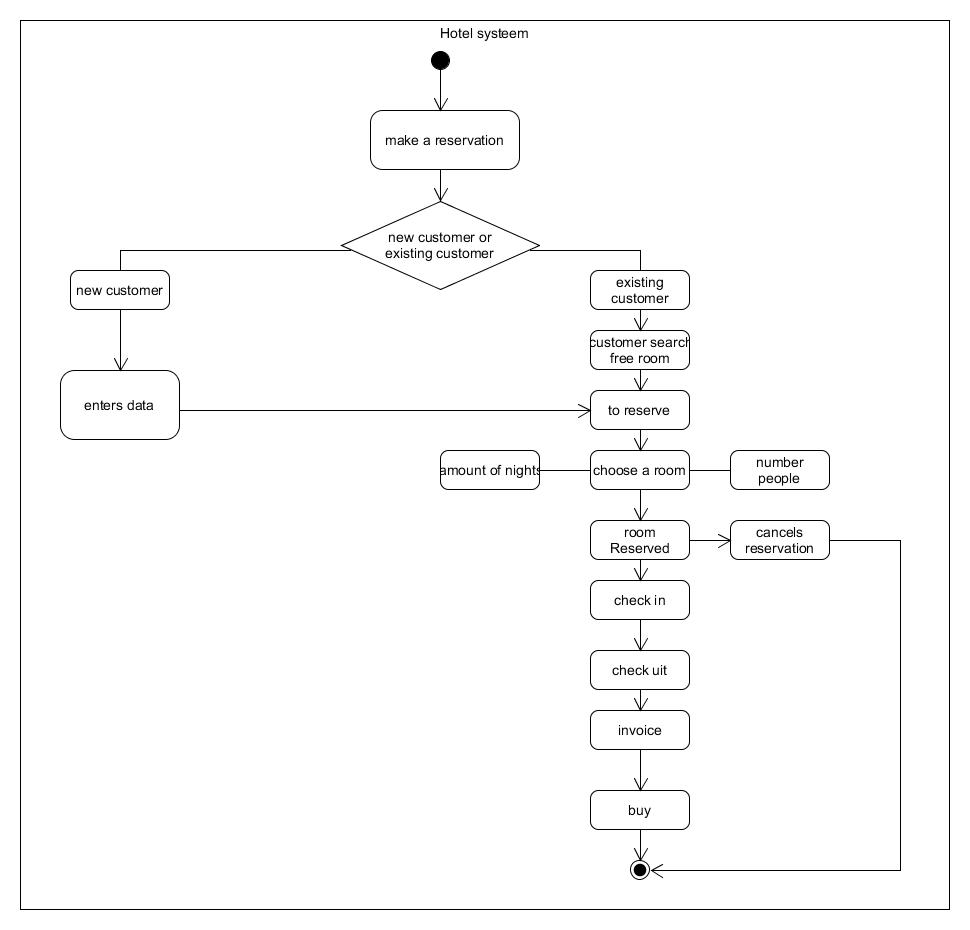 Hotel systeem
make a reservation
new customer or
existing customer
new customer
existing
customer
customer search
free room
enters data
to reserve
amount of nights
choose a room
number
people
room
Reserved
cancels
reservation
check in
check uit
invoice
buy